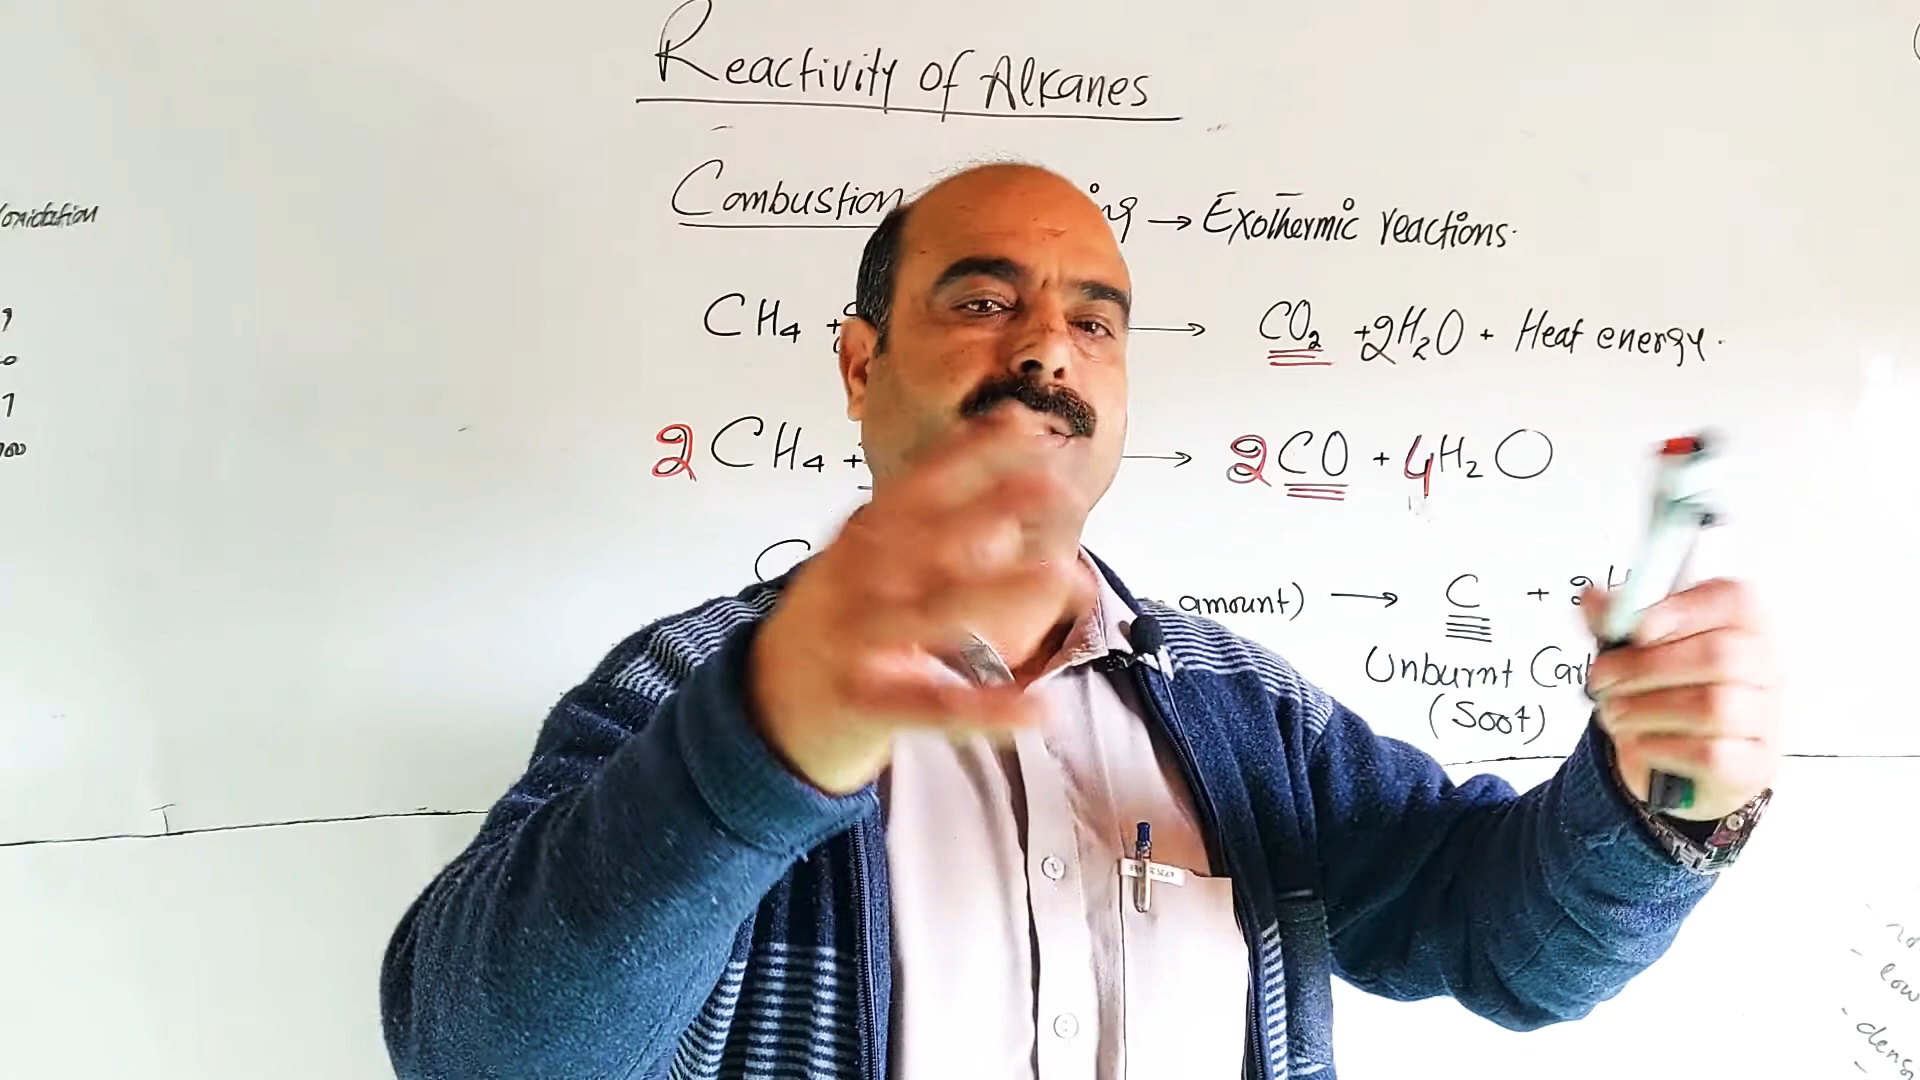 Reactivity of Alkanes
Combustion → Exothermic reactions.
CH4 + → CO2 + 2H2O + Heat energy.
2CH4 + → 2CO + 4H2O
amount) → C + 2H
Unburnt
(Soot)
oxidation
low